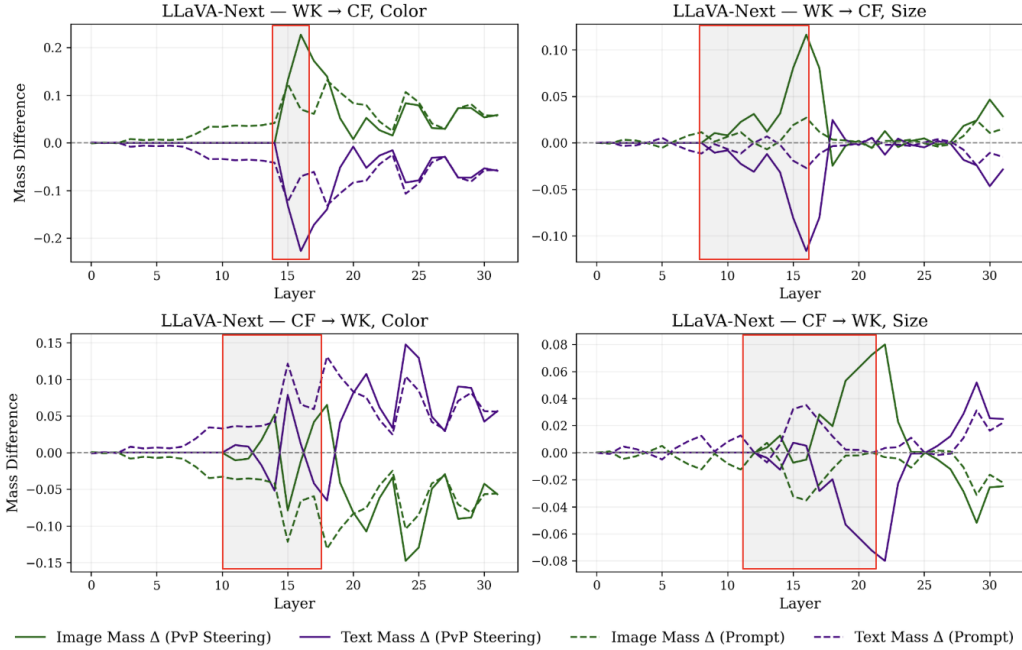 LLaVA-Next — WK → CF, Color
0.2
0.1
0.0
−0.1
−0.2
Mass Difference
0 5 10 15 20 25 30
Layer
LLaVA-Next — WK → CF, Size
0.10
0.05
0.00
−0.05
−0.10
0 5 10 15 20 25 30
Layer
LLaVA-Next — CF → WK, Color
0.15
0.10
0.05
0.00
−0.05
−0.10
−0.15
Mass Difference
0 5 10 15 20 25 30
Layer
LLaVA-Next — CF → WK, Size
0.08
0.06
0.04
0.02
0.00
−0.02
−0.04
−0.06
−0.08
0 5 10 15 20 25 30
Layer
Image Mass Δ (PvP Steering) Text Mass Δ (PvP Steering) Image Mass Δ (Prompt) Text Mass Δ (Prompt)